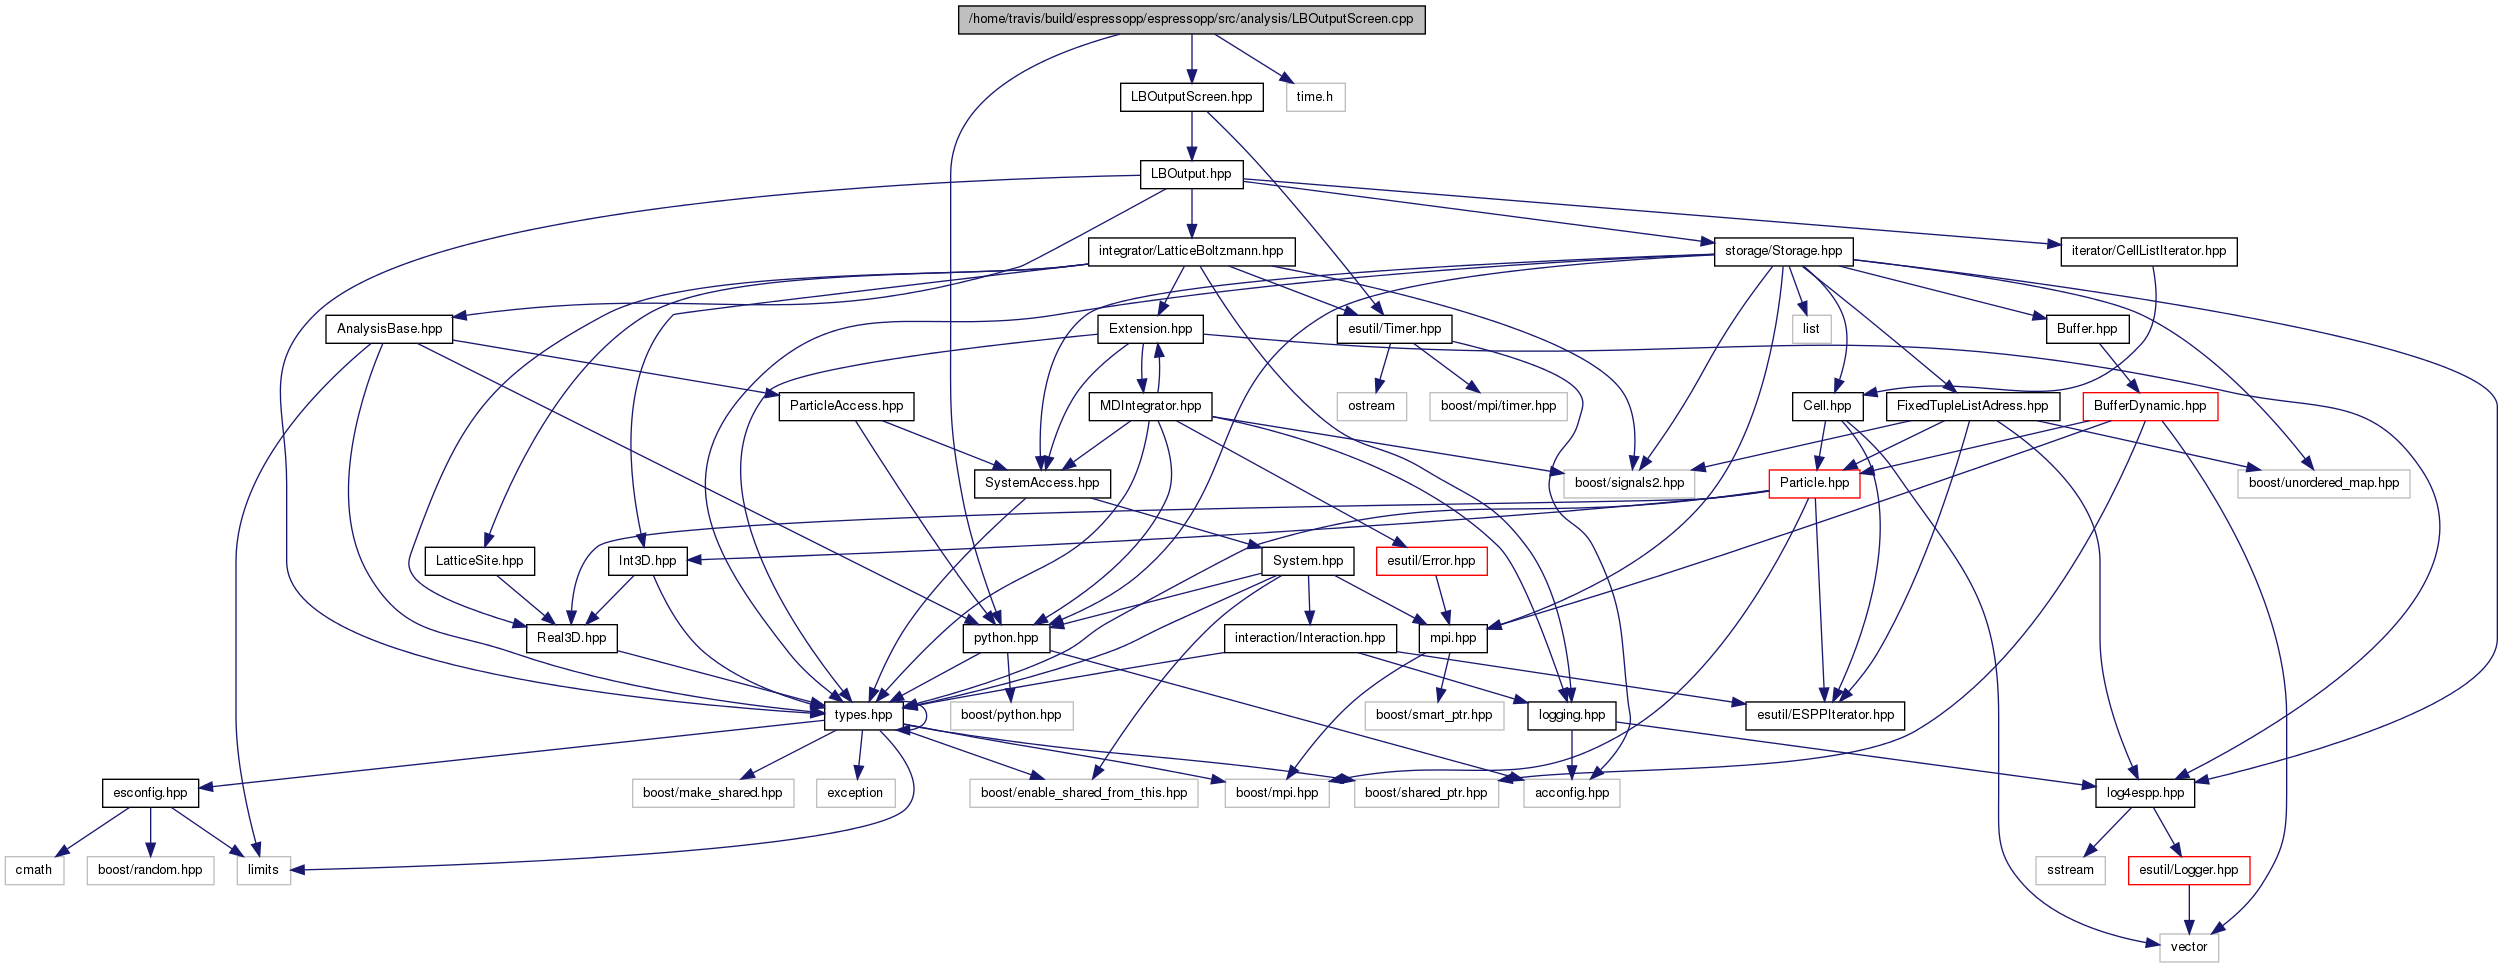 /home/travis/build/espressopp/espressopp/src/analysis/LBOutputScreen.cpp
LBOutputScreen.hpp
time.h
LBOutput.hpp
integrator/LatticeBoltzmann.hpp
storage/Storage.hpp
iterator/CellListIterator.hpp
AnalysisBase.hpp
Extension.hpp
esutil/Timer.hpp
list
Buffer.hpp
ParticleAccess.hpp
MDIntegrator.hpp
ostream
boost/mpi/timer.hpp
Cell.hpp
FixedTupleListAdress.hpp
BufferDynamic.hpp
SystemAccess.hpp
boost/signals2.hpp
Particle.hpp
boost/unordered_map.hpp
LatticeSite.hpp
Int3D.hpp
System.hpp
esutil/Error.hpp
Real3D.hpp
python.hpp
interaction/Interaction.hpp
mpi.hpp
types.hpp
boost/python.hpp
boost/smart_ptr.hpp
logging.hpp
esutil/ESPPIterator.hpp
esconfig.hpp
boost/make_shared.hpp
exception
boost/enable_shared_from_this.hpp
boost/mpi.hpp
boost/shared_ptr.hpp
acconfig.hpp
log4espp.hpp
cmath
boost/random.hpp
limits
sstream
esutil/Logger.hpp
vector